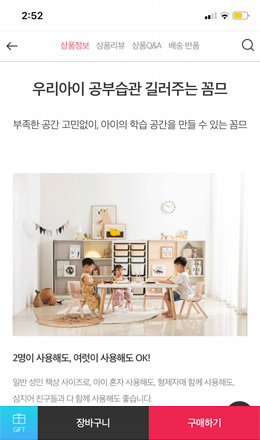 2:52
상품정보 상품리뷰 상품Q&A 배송·반품
우리아이 공부습관 길러주는 꼼므
부족한 공간 고민없이, 아이의 학습 공간을 만들 수 있는 꼼므
2명이 사용해도, 여럿이 사용해도 OK!
일반 성인 책상 사이즈로, 아이 혼자 사용해도, 형제자매 함께 사용해도,
심지어 친구들과 다 함께 사용해도 좋습니다.
GIFT 장바구니 구매하기